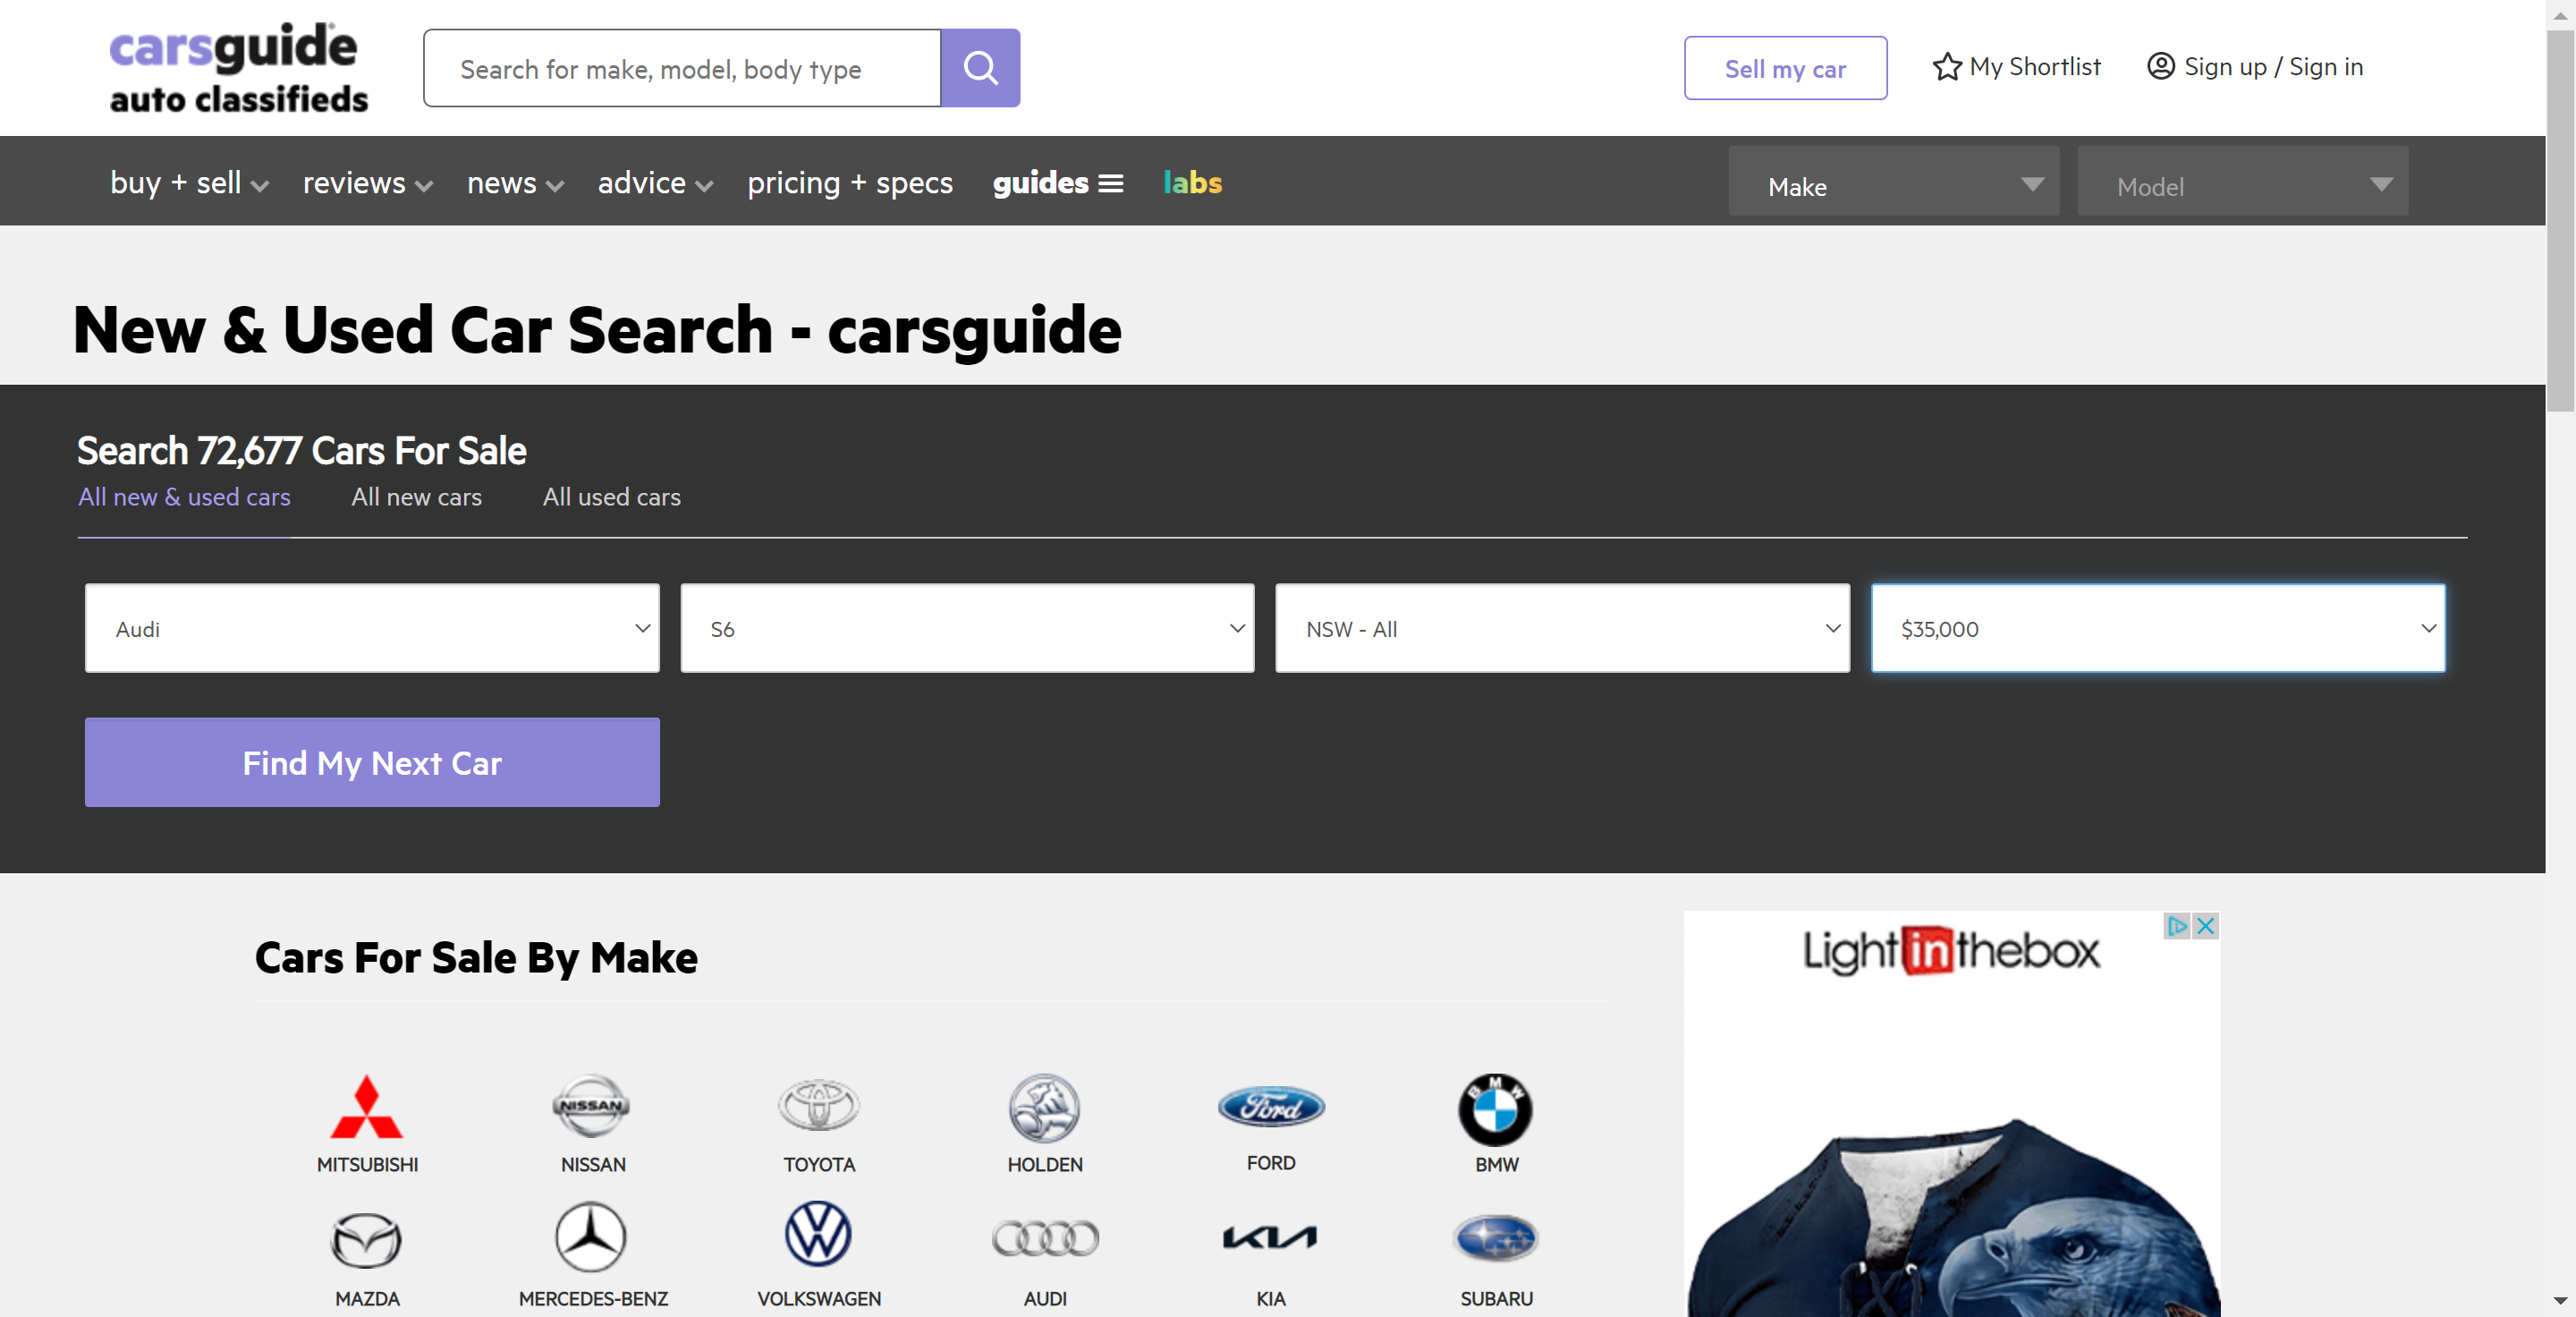 carsguide
auto classifieds
Search for make, model, body type
Sell my car
My Shortlist
Sign up / Sign in
buy + sell
reviews
news
advice
pricing + specs
guides
labs
Make
Model
New & Used Car Search - carsguide
Search 72,677 Cars For Sale
All new & used cars
All new cars
All used cars
Audi
S6
NSW - All
$35,000
Find My Next Car
Cars For Sale By Make
Lightinthebox
NISSAN
Ford
BMW
MITSUBISHI
NISSAN
TOYOTA
HOLDEN
FORD
BMW
KIA
MAZDA
MERCEDES-BENZ
VOLKSWAGEN
AUDI
KIA
SUBARU